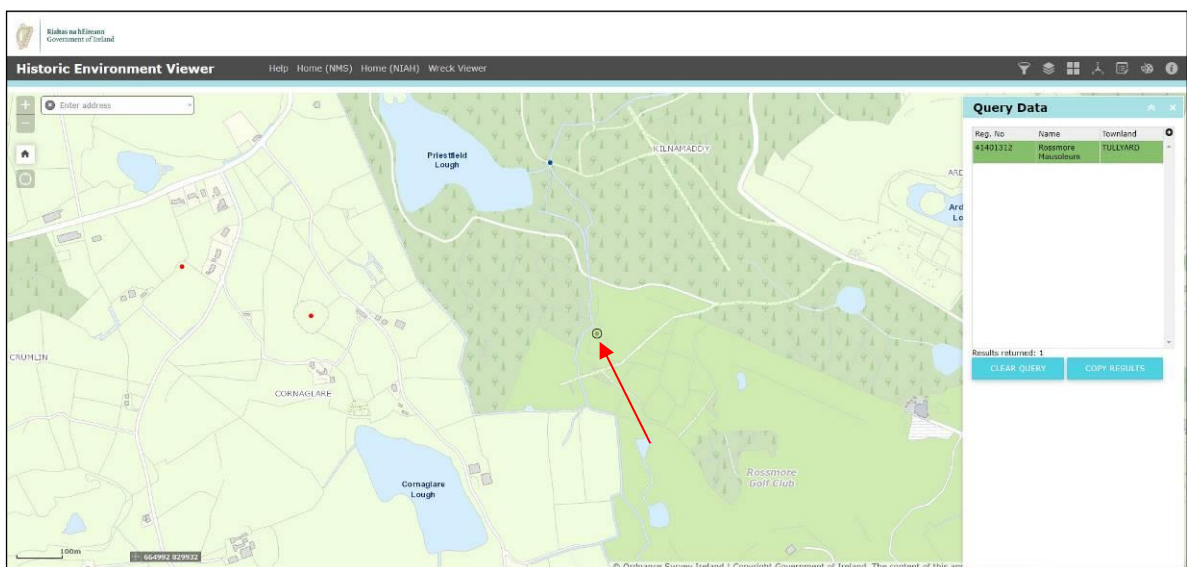 Rialtas na hÉireann
Government of Ireland
Historic Environment Viewer
Help Home (NMS) Home (NIAH) Wreck Viewer
Enter address
Query Data
Reg. No Name Townland
41401312 Rossmore Mausoleum TULLYARD
Results returned: 1
CLEAR QUERY COPY RESULTS
Priestfield
Lough
KILNAMADDY
ARD
Ard
Lo
CRUMLIN
CORNAGLARE
Cornaglare
Lough
Rossmore
Golf Club
100m
664992 829932
© Ordnance Survey Ireland | Copyright Government of Ireland. The content of this